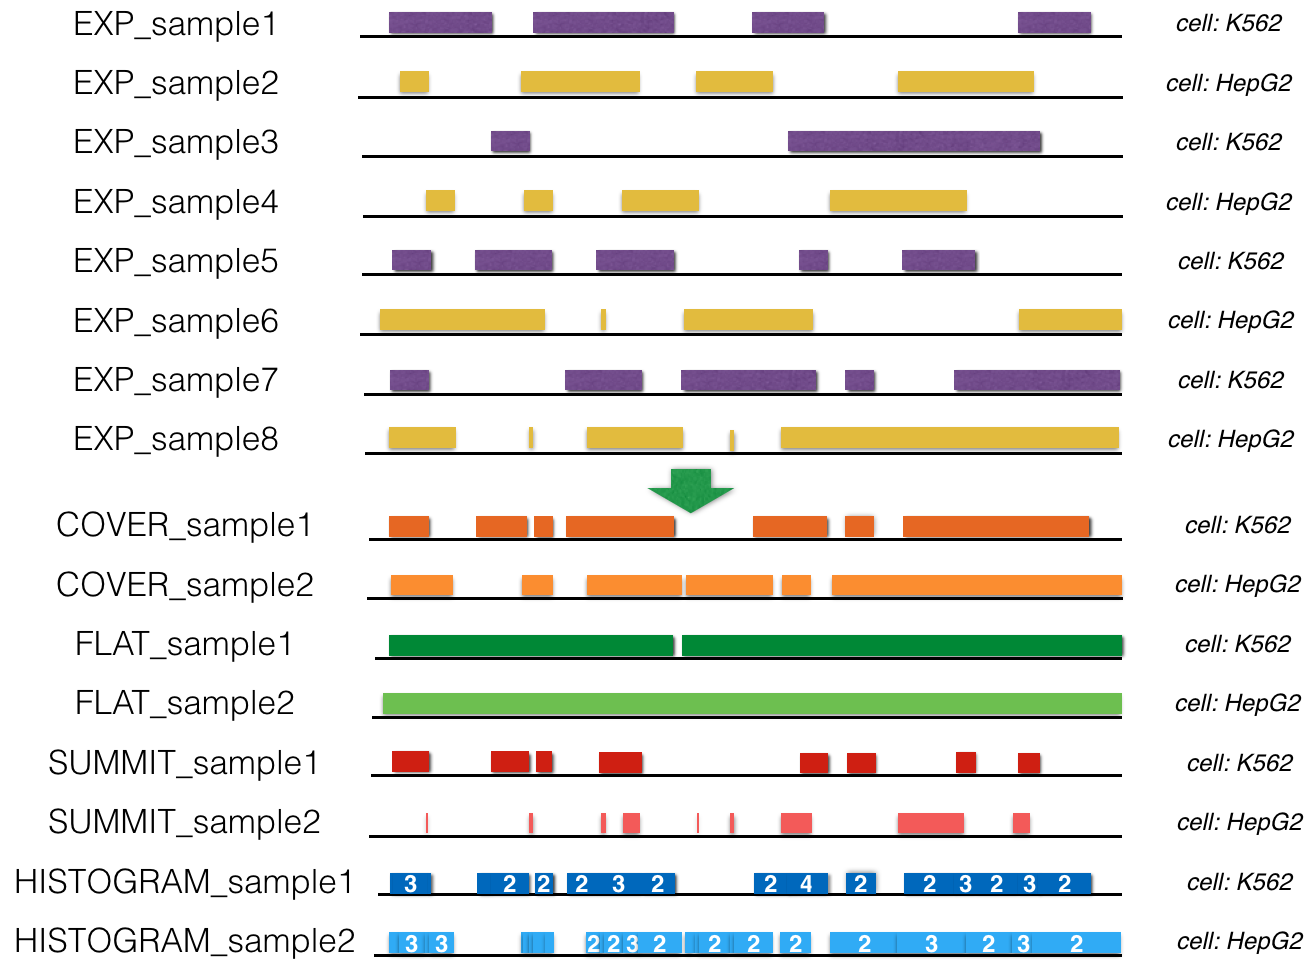 EXP_sample1 cell: K562
EXP_sample2 cell: HepG2
EXP_sample3 cell: K562
EXP_sample4 cell: HepG2
EXP_sample5 cell: K562
EXP_sample6 cell: HepG2
EXP_sample7 cell: K562
EXP_sample8 cell: HepG2
COVER_sample1 cell: K562
COVER_sample2 cell: HepG2
FLAT_sample1 cell: K562
FLAT_sample2 cell: HepG2
SUMMIT_sample1 cell: K562
SUMMIT_sample2 cell: HepG2
HISTOGRAM_sample1 3 2 2 2 3 2 2 4 2 2 3 2 3 2 cell: K562
HISTOGRAM_sample2 3 3 2 2 3 2 2 2 2 3 2 3 2 cell: HepG2